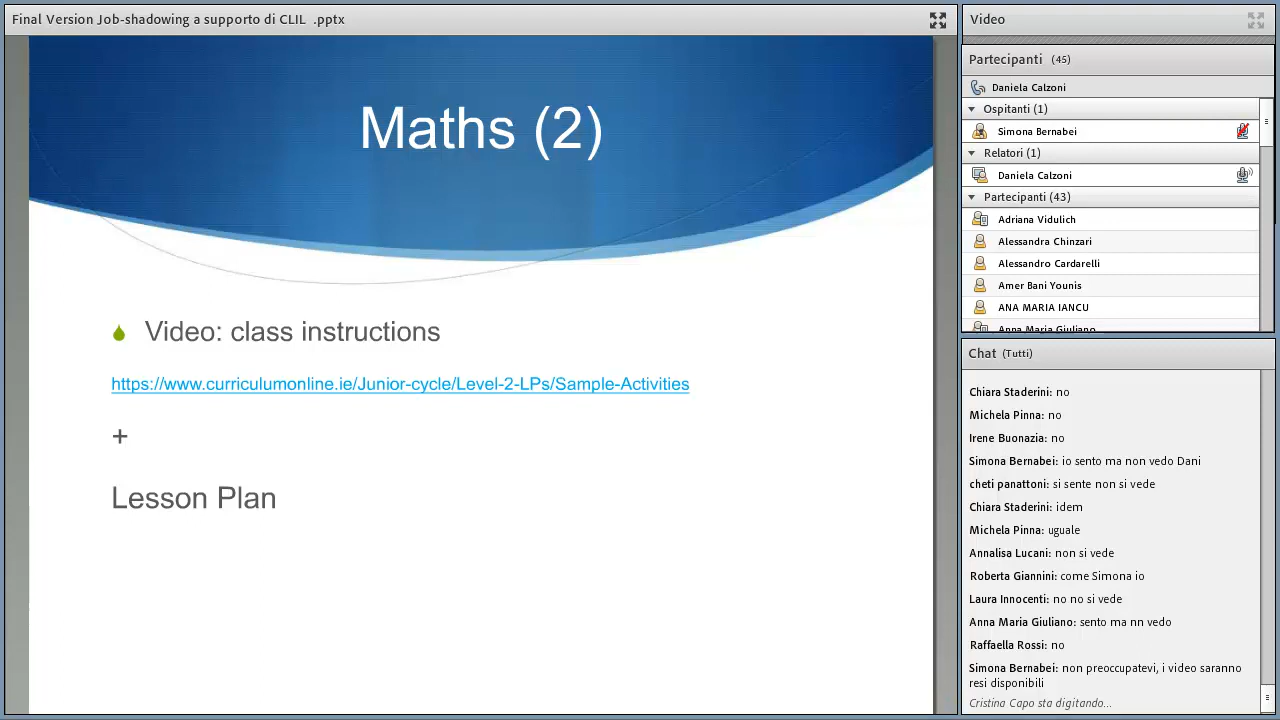 Final Version Job-shadowing a supporto di CLIL .pptx
Maths (2)
Video: class instructions
https://www.curriculumonline.ie/Junior-cycle/Level-2-LPs/Sample-Activities
+
Lesson Plan
Video
Partecipanti (45)
Daniela Calzoni
Ospitanti (1)
Simona Bernabei
Relatori (1)
Daniela Calzoni
Partecipanti (43)
Adriana Vidulich
Alessandra Chinzari
Alessandro Cardarelli
Amer Bani Younis
ANA MARIA IANCU
Anna Maria Giuliano
Chat (Tutti)
Chiara Staderini: no
Michela Pinna: no
Irene Buonazia: no
Simona Bernabei: io sento ma non vedo Dani
cheti panattoni: si sente non si vede
Chiara Staderini: idem
Michela Pinna: uguale
Annalisa Lucani: non si vede
Roberta Giannini: come Simona io
Laura Innocenti: no no si vede
Anna Maria Giuliano: sento ma nn vedo
Raffaella Rossi: no
Simona Bernabei: non preoccupatevi, i video saranno
resi disponibili
Cristina Capo sta digitando...